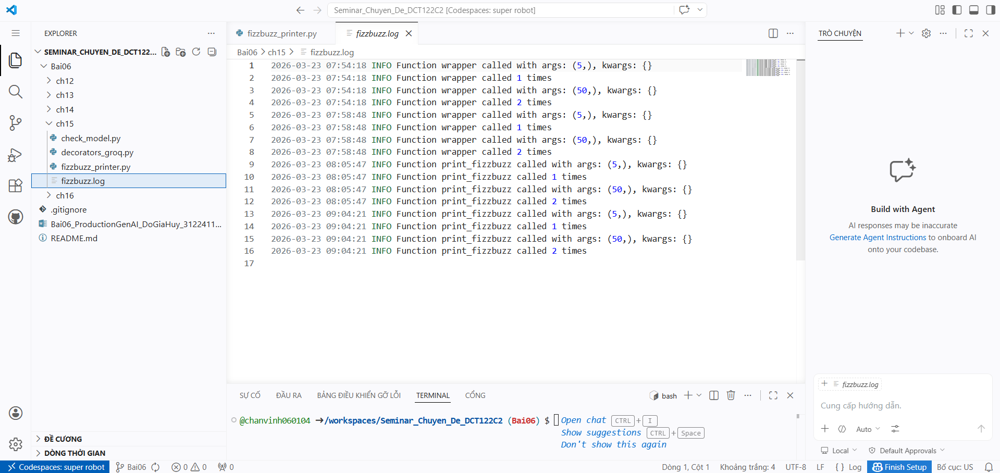 Seminar_Chuyen_De_DCT122C2 [Codespaces: super robot]
EXPLORER
SEMINAR_CHUYEN_DE_DCT122...
Bai06
ch12
ch13
ch14
ch15
check_model.py
decorators_groq.py
fizzbuzz_printer.py
fizzbuzz.log
ch16
.gitignore
Bai06_ProductionGenAI_DoGiaHuy_3122411...
README.md
ĐỀ CƯƠNG
DÒNG THỜI GIAN
fizzbuzz_printer.py
fizzbuzz.log
Bai06 > ch15 > fizzbuzz.log
1 2026-03-23 07:54:18 INFO Function wrapper called with args: (5,), kwargs: {}
2 2026-03-23 07:54:18 INFO Function wrapper called 1 times
3 2026-03-23 07:54:18 INFO Function wrapper called with args: (50,), kwargs: {}
4 2026-03-23 07:54:18 INFO Function wrapper called 2 times
5 2026-03-23 07:58:48 INFO Function wrapper called with args: (5,), kwargs: {}
6 2026-03-23 07:58:48 INFO Function wrapper called 1 times
7 2026-03-23 07:58:48 INFO Function wrapper called with args: (50,), kwargs: {}
8 2026-03-23 07:58:48 INFO Function wrapper called 2 times
9 2026-03-23 08:05:47 INFO Function print_fizzbuzz called with args: (5,), kwargs: {}
10 2026-03-23 08:05:47 INFO Function print_fizzbuzz called 1 times
11 2026-03-23 08:05:47 INFO Function print_fizzbuzz called with args: (50,), kwargs: {}
12 2026-03-23 08:05:47 INFO Function print_fizzbuzz called 2 times
13 2026-03-23 09:04:21 INFO Function print_fizzbuzz called with args: (5,), kwargs: {}
14 2026-03-23 09:04:21 INFO Function print_fizzbuzz called 1 times
15 2026-03-23 09:04:21 INFO Function print_fizzbuzz called with args: (50,), kwargs: {}
16 2026-03-23 09:04:21 INFO Function print_fizzbuzz called 2 times
17
SỰ CỐ ĐẦU RA BẢNG ĐIỀU KHIỂN GỠ LỖI TERMINAL CỔNG
bash
@chanvinh060104 →/workspaces/Seminar_Chuyen_De_DCT122C2 (Bai06) $ Open chat CTRL + I
Show suggestions CTRL + Space
Don't show this again
TRÒ CHUYỆN
Build with Agent
AI responses may be inaccurate
Generate Agent Instructions to onboard AI
onto your codebase.
fizzbuzz.log
Cung cấp hướng dẫn.
Auto
Local Default Approvals
Codespaces: super robot Bai06 0 0 0 Dòng 1, Cột 1 Khoảng trắng: 4 UTF-8 LF { } Log Finish Setup Bố cục: US